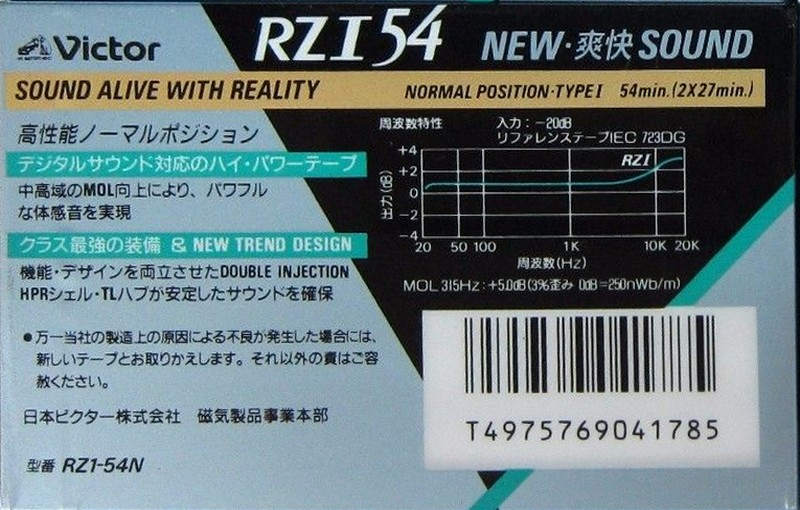 Victor
RZI 54
NEW・爽快 SOUND
SOUND ALIVE WITH REALITY
NORMAL POSITION・TYPE I 54min.(2X27min.)
高性能ノーマルポジション
デジタルサウンド対応のハイ・パワーテープ
中高域のMOL向上により、パワフル
な体感音を実現
クラス最強の装備 & NEW TREND DESIGN
機能・デザインを両立させたDOUBLE INJECTION
HPRシェル・TLハブが安定したサウンドを確保
●万一当社の製造上の原因による不良が発生した場合には、
新しいテープとお取りかえします。それ以外の責はご容
赦ください。
日本ビクター株式会社 磁気製品事業本部
型番 RZ1-54N
周波数特性
入力：−20dB
リファレンステープIEC 723DG
出力(dB)
+4
+2
0
−2
−4
RZI
20 50 100 1K 10K 20K
周波数(Hz)
MOL 315Hz：+5.0dB(3%歪み 0dB=250nWb/m)
T4975769041785